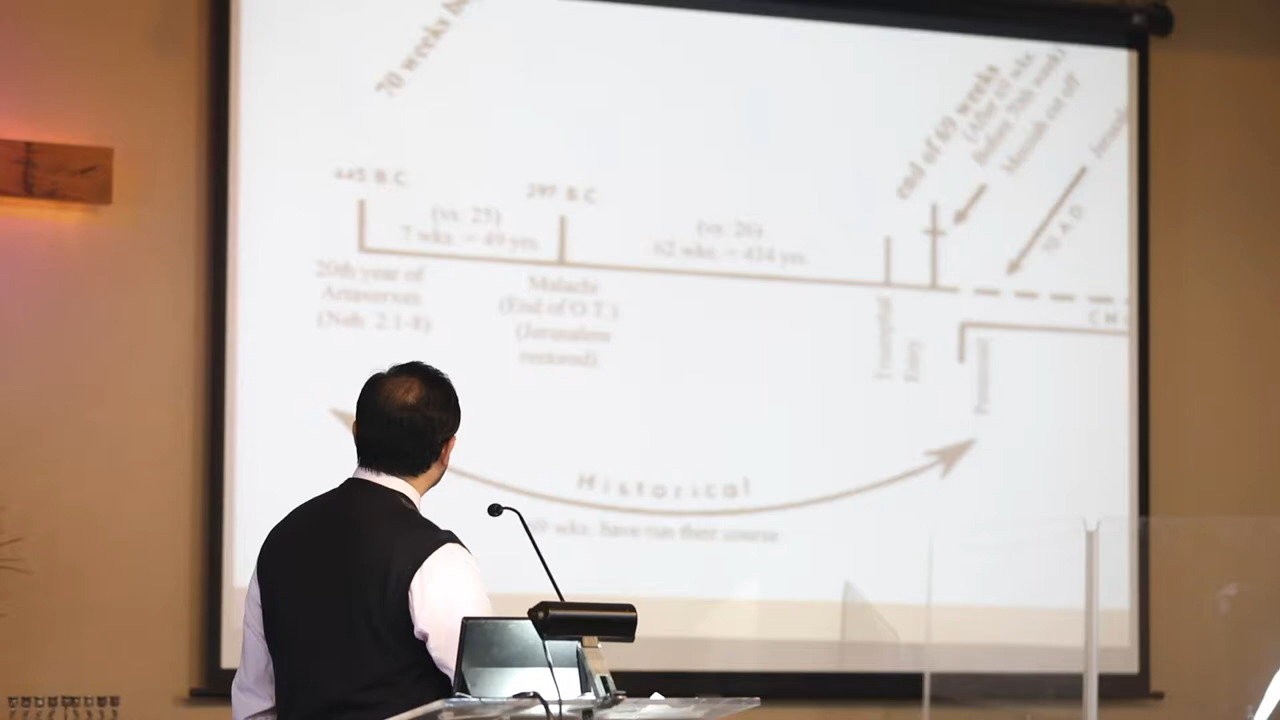 70 weeks
end of 69 weeks
(After 69 wks.
Before 70th week)
Messiah cut off
445 B.C.
397 B.C.
(vs. 25)
7 wks. = 49 yrs.
(vs. 26)
62 wks. = 434 yrs.
70 A.D.
20th year of
Artaxerxes
(Neh. 2:1-8)
Malachi
(End of O.T.)
(Jerusalem
restored)
Triumphal
Entry
Pentecost
Historical
wks. have run their course